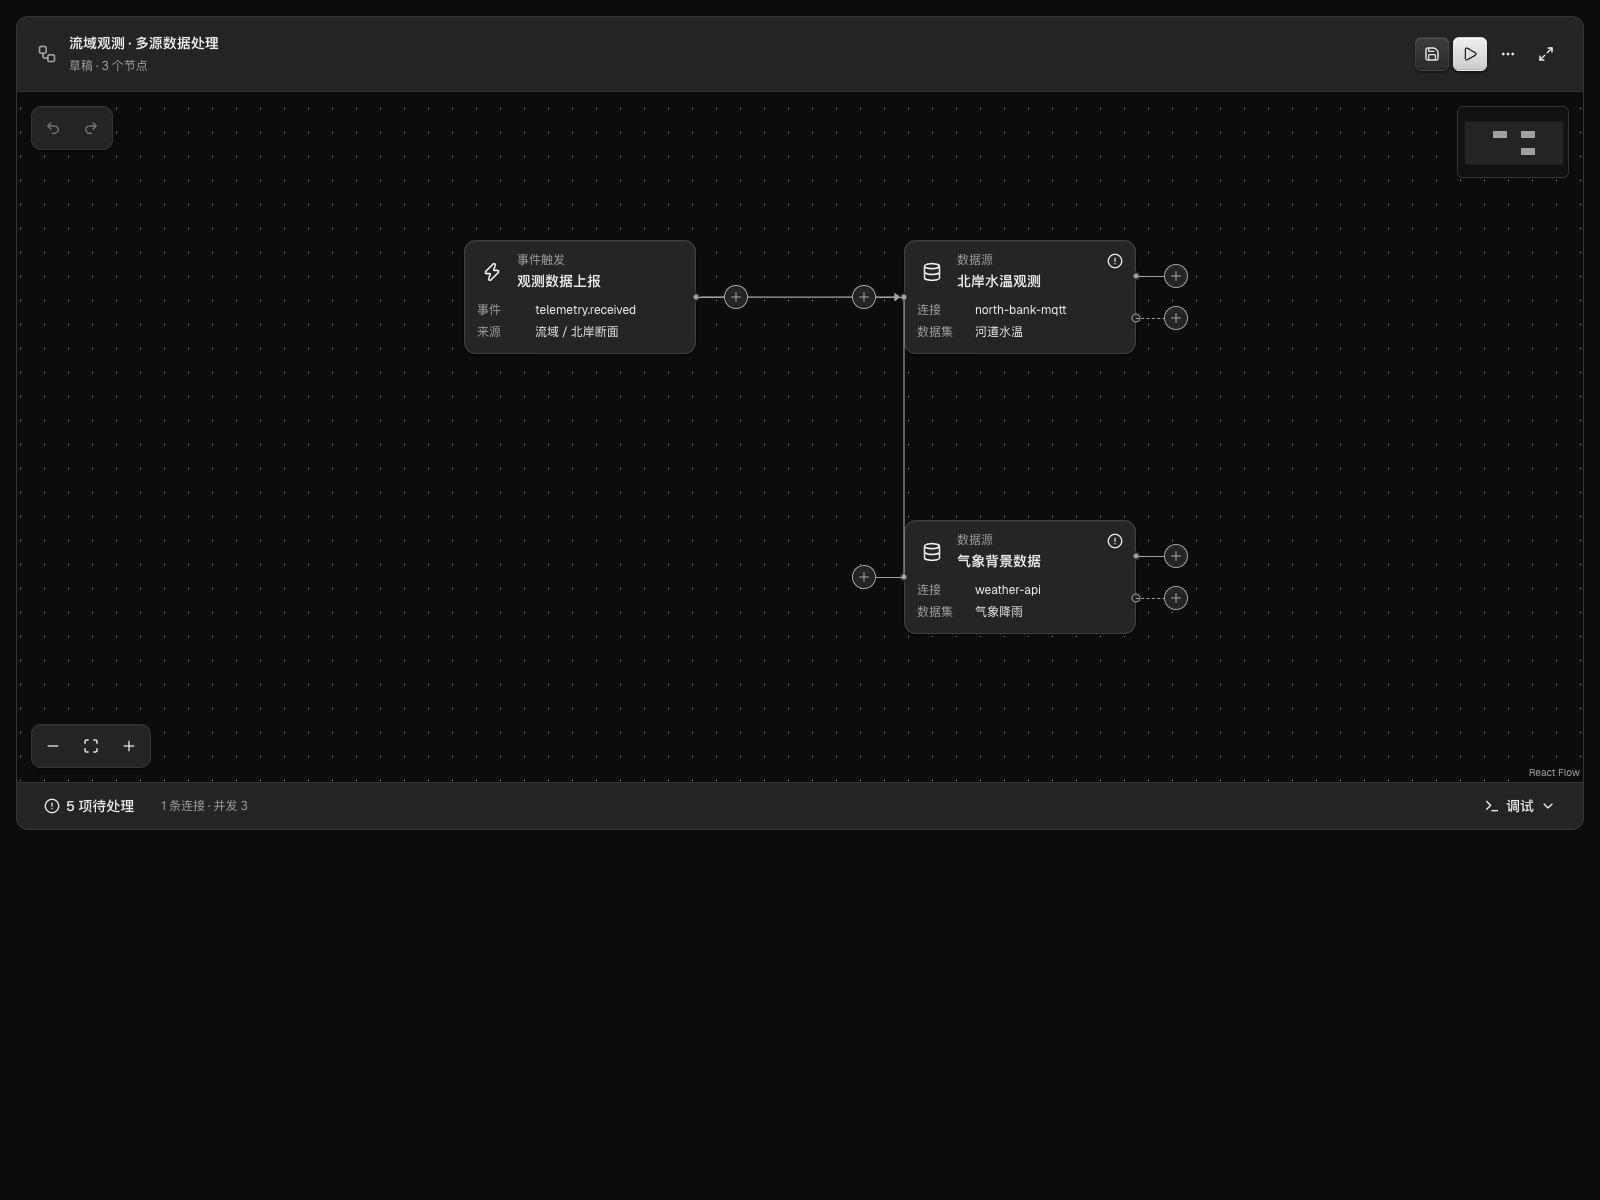 流域观测 · 多源数据处理
草稿 · 3 个节点
事件触发
观测数据上报
事件 telemetry.received
来源 流域 / 北岸断面
数据源
北岸水温观测
连接 north-bank-mqtt
数据集 河道水温
数据源
气象背景数据
连接 weather-api
数据集 气象降雨
React Flow
5 项待处理 1 条连接 · 并发 3
调试